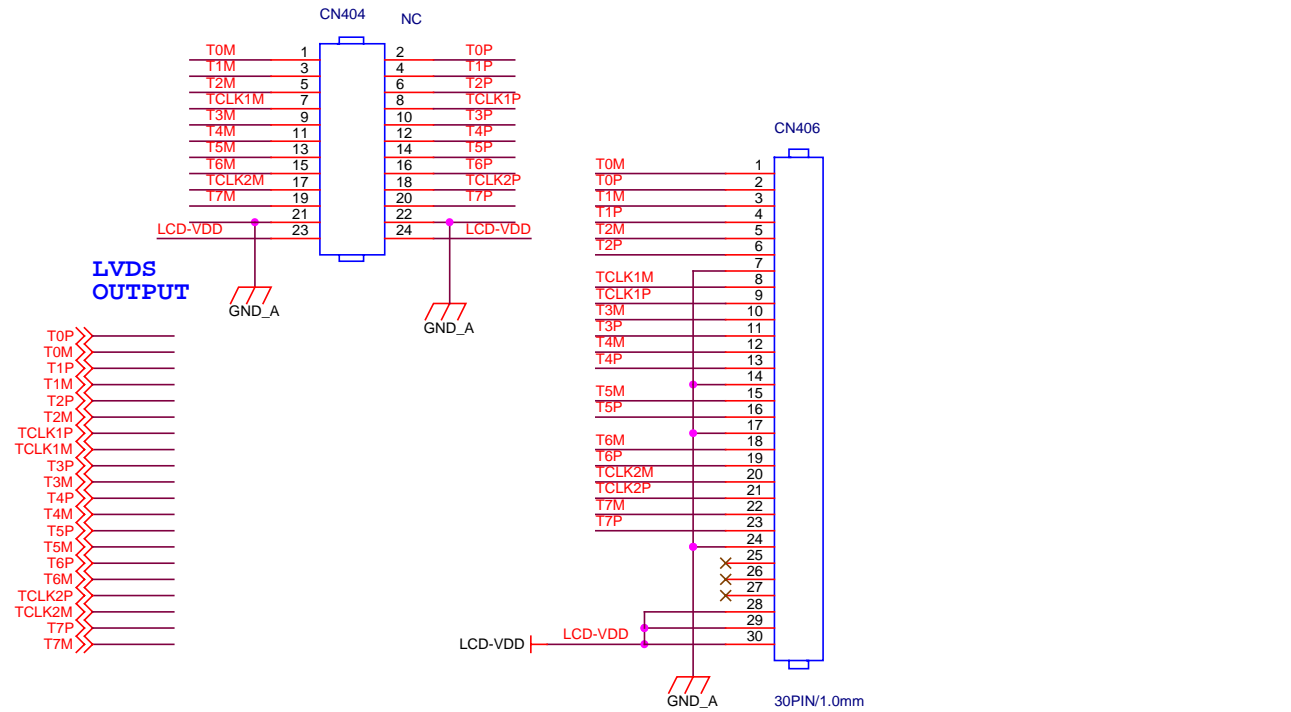 CN404 NC
T0M 1 2 T0P
T1M 3 4 T1P
T2M 5 6 T2P
TCLK1M 7 8 TCLK1P
T3M 9 10 T3P
T4M 11 12 T4P
T5M 13 14 T5P
T6M 15 16 T6P
TCLK2M 17 18 TCLK2P
T7M 19 20 T7P
21 22
LCD-VDD 23 24 LCD-VDD
GND_A
GND_A
LVDS
OUTPUT
T0P
T0M
T1P
T1M
T2P
T2M
TCLK1P
TCLK1M
T3P
T3M
T4P
T4M
T5P
T5M
T6P
T6M
TCLK2P
TCLK2M
T7P
T7M
CN406
T0M 1
T0P 2
T1M 3
T1P 4
T2M 5
T2P 6
7
TCLK1M 8
TCLK1P 9
T3M 10
T3P 11
T4M 12
T4P 13
14
T5M 15
T5P 16
17
T6M 18
T6P 19
TCLK2M 20
TCLK2P 21
T7M 22
T7P 23
24
25
26
27
28
29
LCD-VDD LCD-VDD 30
GND_A
30PIN/1.0mm